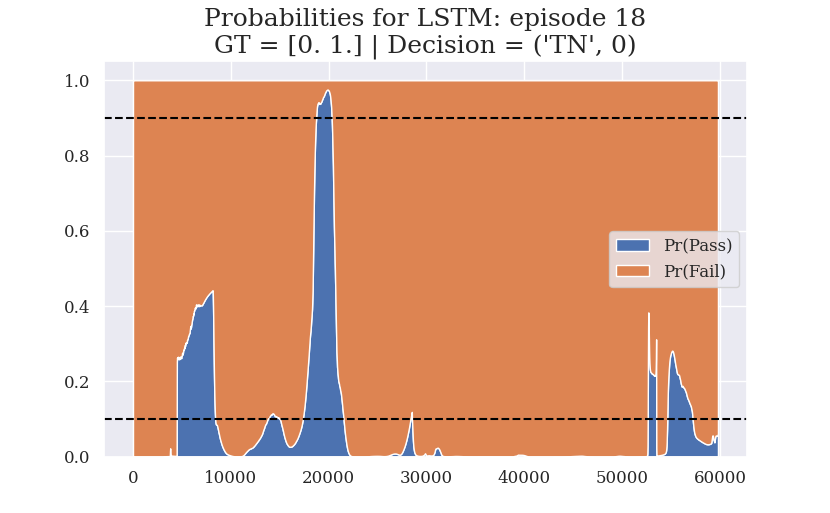 Probabilities for LSTM: episode 18
GT = [0. 1.] | Decision = ('TN', 0)
1.0
0.8
0.6
0.4
0.2
0.0
Pr(Pass)
Pr(Fail)
0 10000 20000 30000 40000 50000 60000